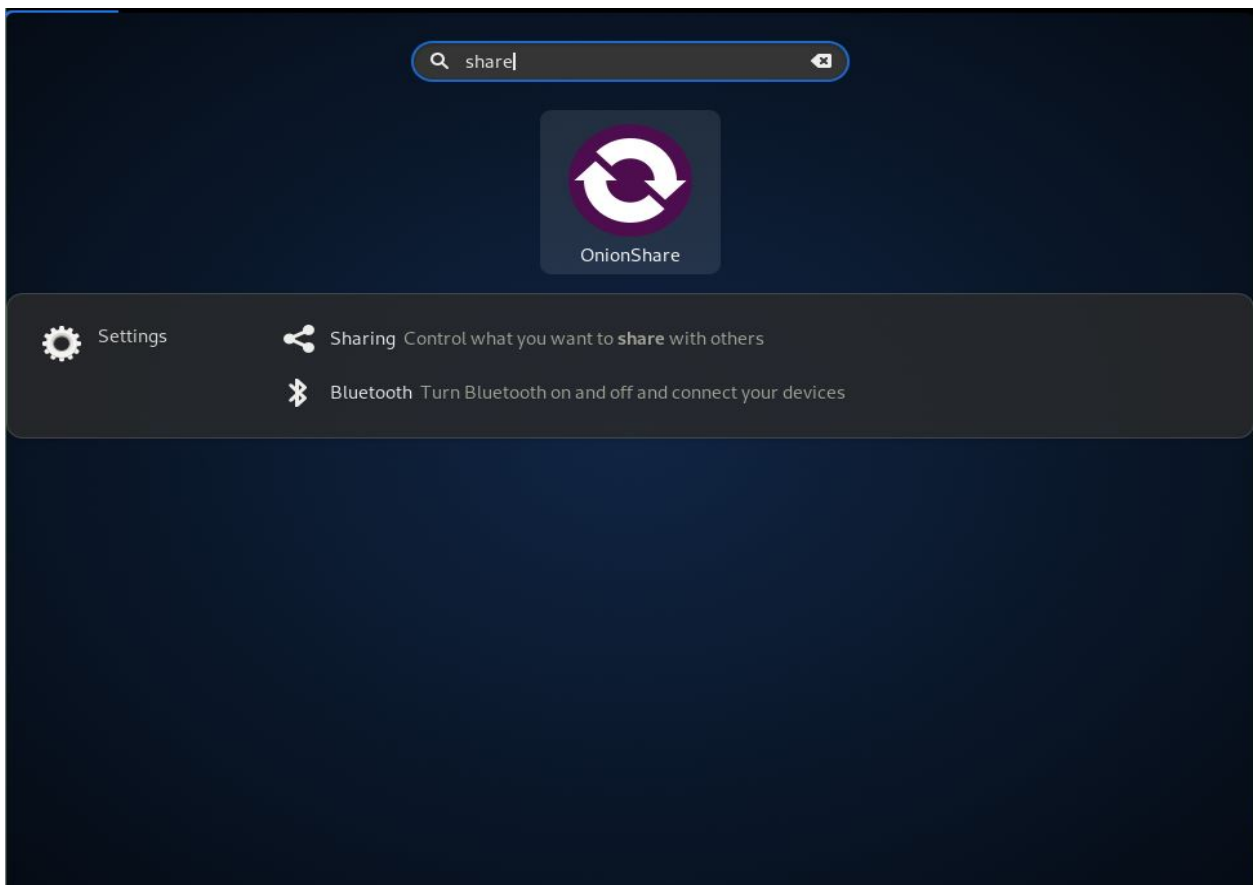 share
OnionShare
Settings
Sharing Control what you want to share with others
Bluetooth Turn Bluetooth on and off and connect your devices